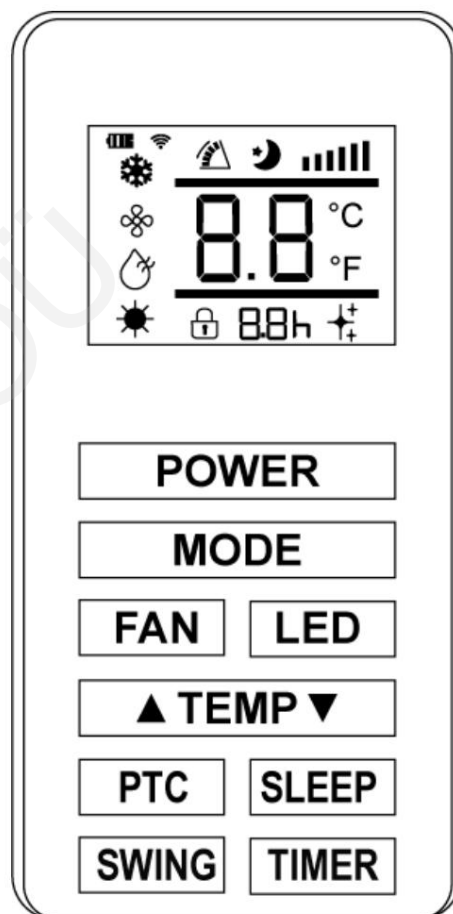 8.8 °C
°F
8.8h
POWER
MODE
FAN LED
▲ TEMP ▼
PTC SLEEP
SWING TIMER